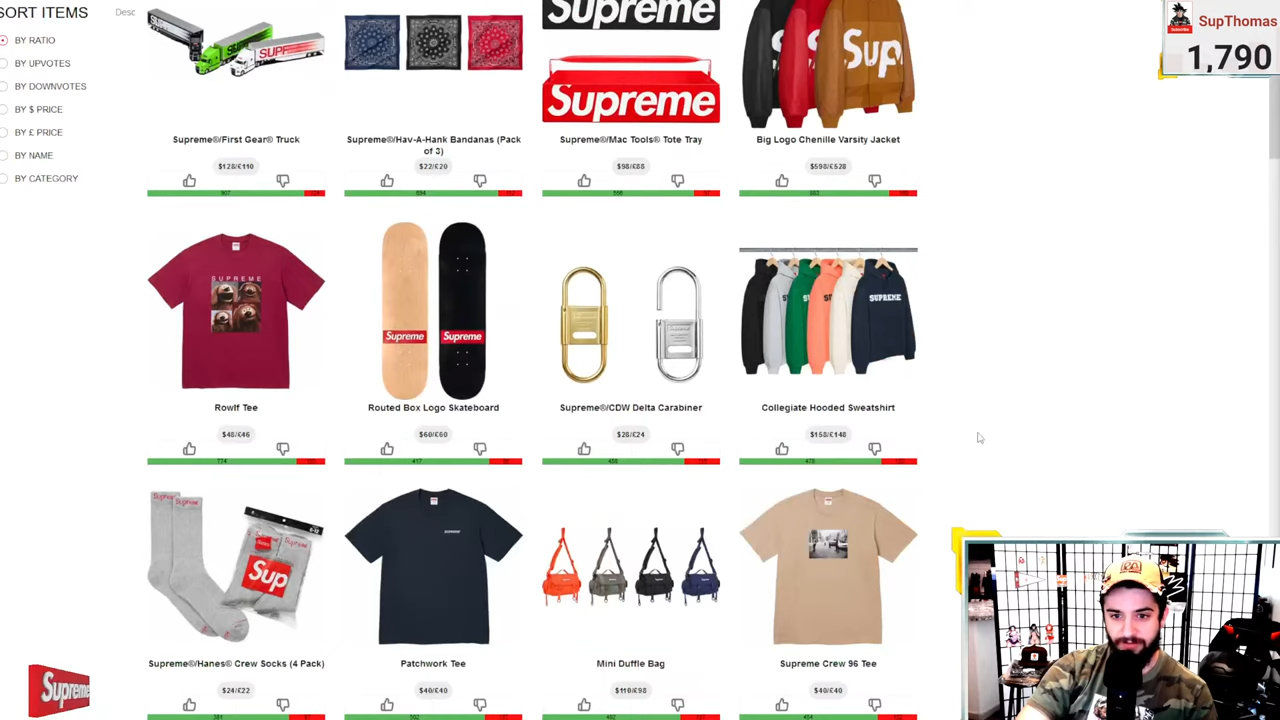 SORT ITEMS
Desc
BY RATIO
BY UPVOTES
BY DOWNVOTES
BY $ PRICE
BY £ PRICE
BY NAME
BY CATEGORY
SupThomas
Subscribe
1,790
Supreme
Supreme
Sup
Supreme®/First Gear® Truck
Supreme®/Hav-A-Hank Bandanas (Pack of 3)
Supreme®/Mac Tools® Tote Tray
Big Logo Chenille Varsity Jacket
$128/£110
$22/£20
$98/£88
$598/£528
SUPREME
Supreme
Supreme
SUPREME
Rowlf Tee
Routed Box Logo Skateboard
Supreme®/CDW Delta Carabiner
Collegiate Hooded Sweatshirt
$48/£46
$60/£60
$28/£24
$158/£148
774
417
Supreme
Sup
Supreme®/Hanes® Crew Socks (4 Pack)
Patchwork Tee
Mini Duffle Bag
Supreme Crew 96 Tee
$24/£22
$40/£40
$110/£98
$40/£40
Supreme